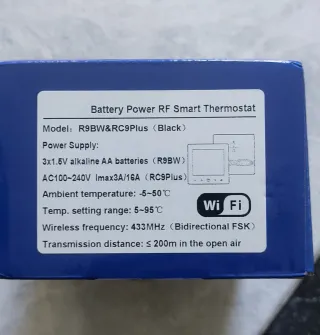 Battery Power RF Smart Thermostat
Model: R9BW&RC9Plus (Black)
Power Supply:
3x1.5V alkaline AA batteries (R9BW)
AC100~240V Imax3A/16A (RC9Plus)
Ambient temperature: -5~50℃
Temp. setting range: 5~95℃
Wireless frequency: 433MHz (Bidirectional FSK)
Transmission distance: ≤ 200m in the open air
Wi Fi